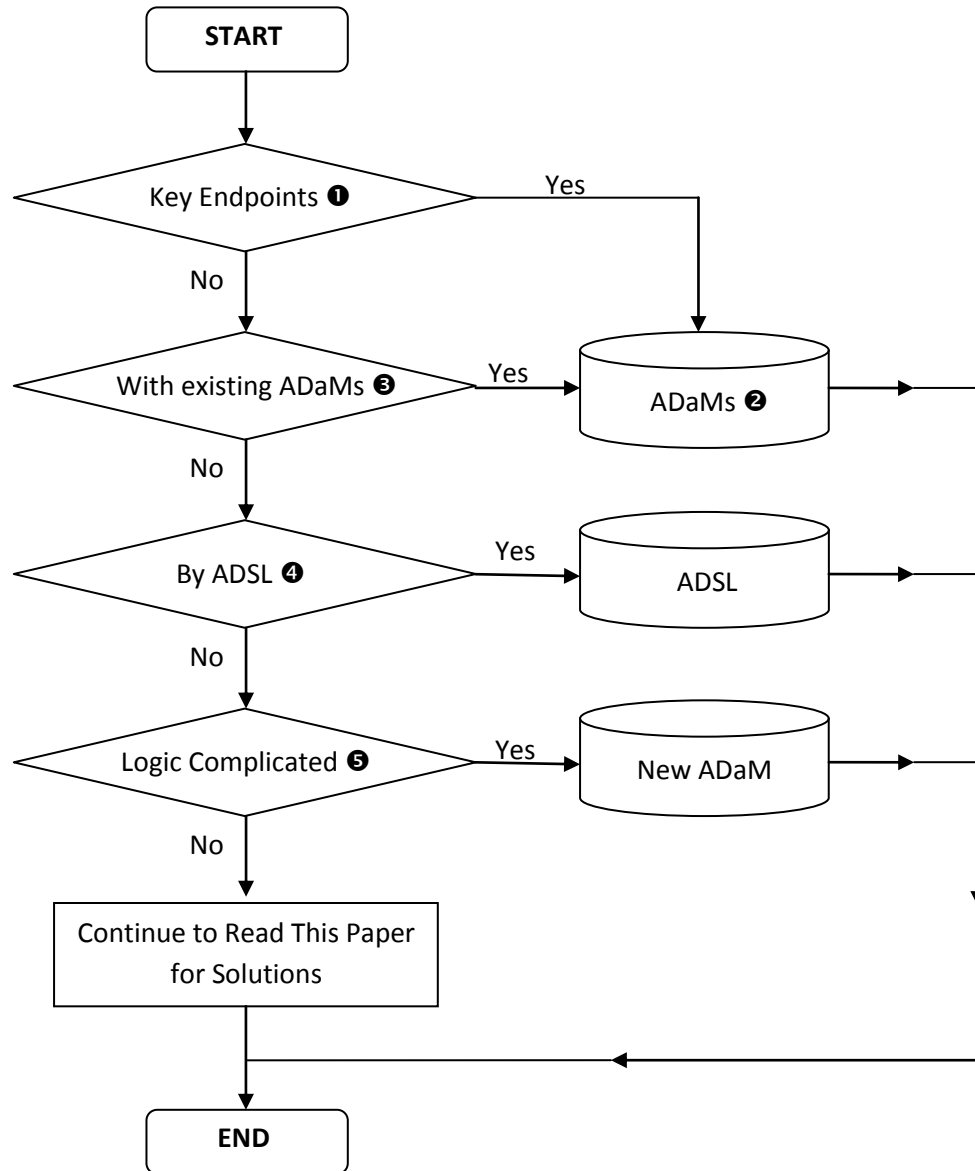 START
Key Endpoints ❶
Yes
No
With existing ADaMs ❸
Yes
ADaMs ❷
No
By ADSL ❹
Yes
ADSL
No
Logic Complicated ❺
Yes
New ADaM
No
Continue to Read This Paper
for Solutions
END